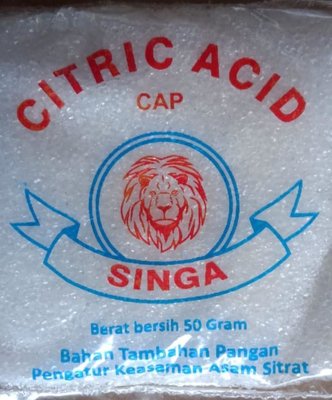 CITRIC ACID
CAP
SINGA
Berat bersih 50 Gram
Bahan Tambahan Pangan
Pengatur Keasaman Asam Sitrat